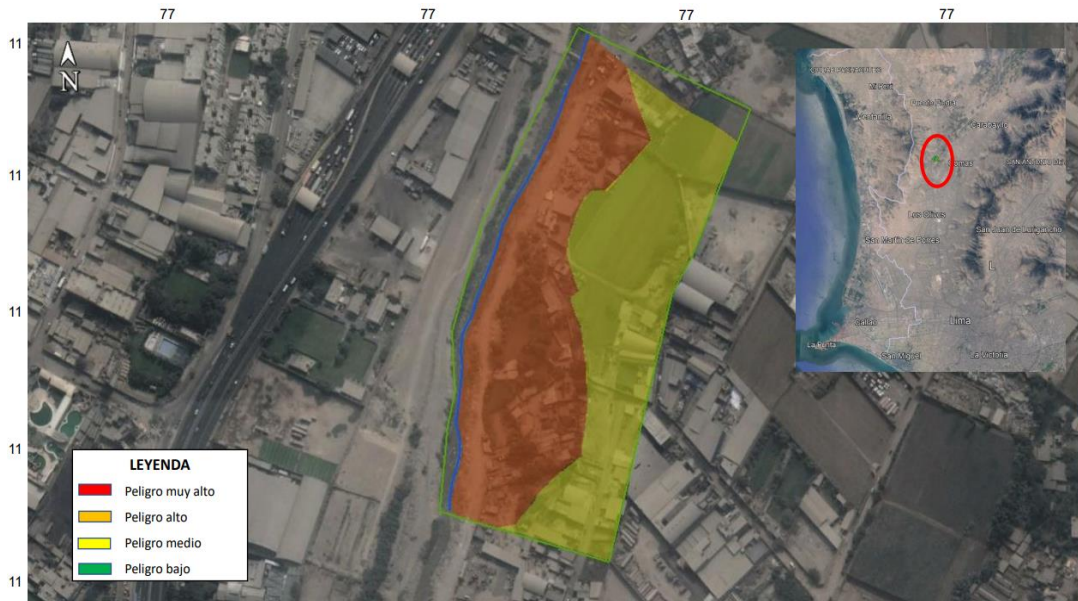 77 77 77 77
11
N
11
11
11
11
LEYENDA
Peligro muy alto
Peligro alto
Peligro medio
Peligro bajo
Mi Perú
Ventanilla
Carabayllo
Comas
Los Olivos
San Martín de Porres
San Juan de Lurigancho
L
Callao
Lima
La Punta
San Miguel
La Victoria